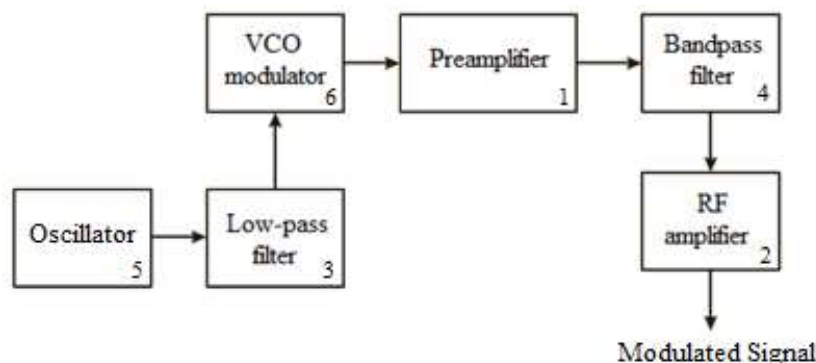 VCO
modulator
6
Preamplifier
1
Bandpass
filter
4
Oscillator
5
Low-pass
filter
3
RF
amplifier
2
Modulated Signal